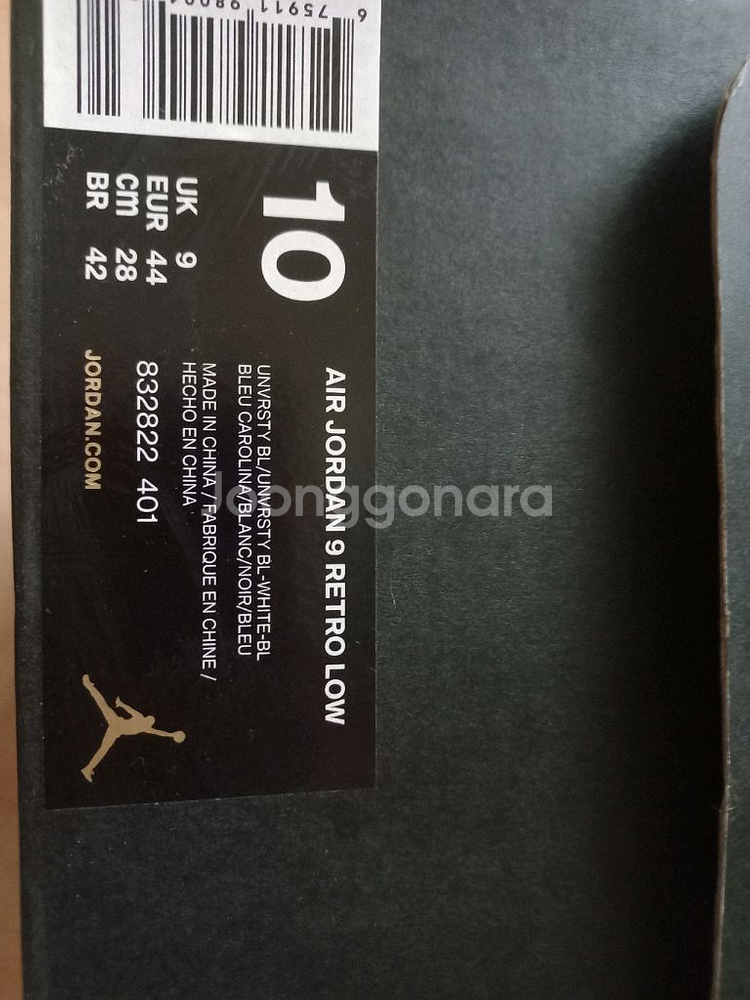 10
UK 9
EUR 44
cm 28
BR 42
AIR JORDAN 9 RETRO LOW
UNVRSTY BL/UNVRSTY BL-WHITE-BL
BLEU CAROLINA/BLANC/NOIR/BLEU
MADE IN CHINA / FABRIQUE EN CHINE /
HECHO EN CHINA
832822 401
JORDAN.COM
6 75911
Joonggonara